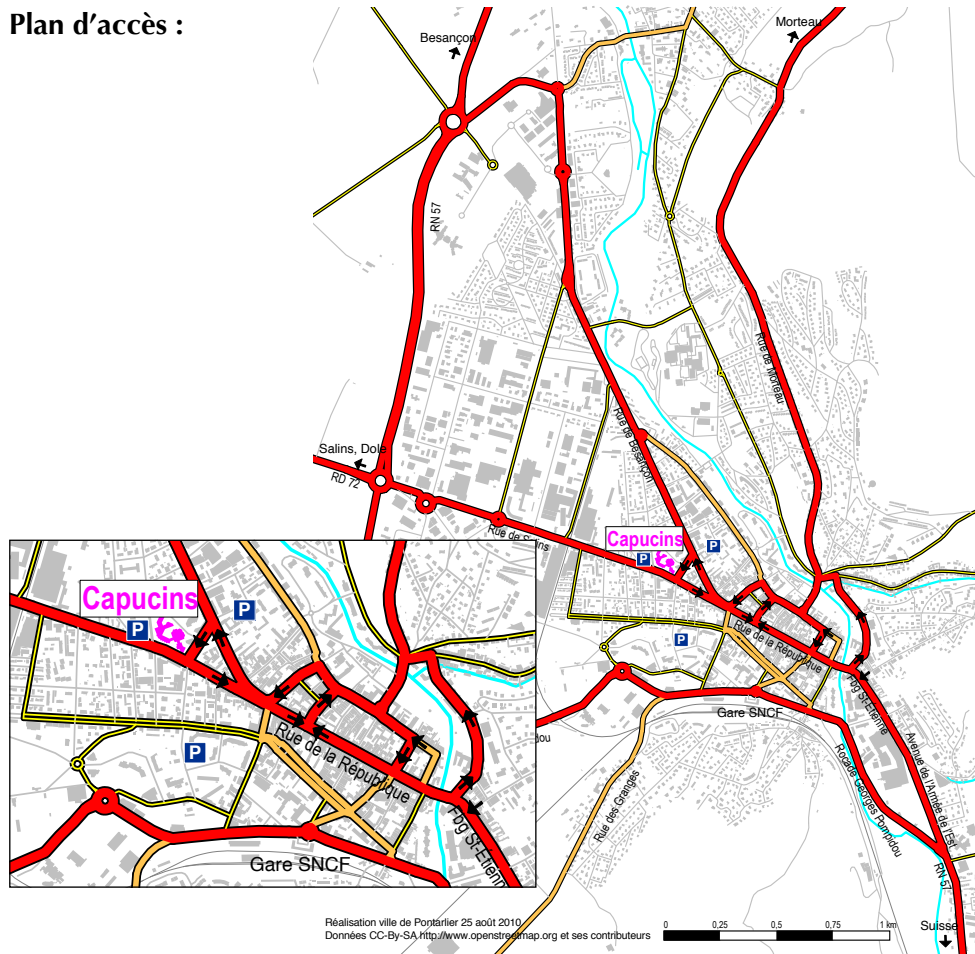 Plan d'accès :
Besançon
Morteau
RN 57
Rue de Morteau
Salins, Dole
RD 72
Rue de Besançon
Rue de Salins
Capucins
P
P
Rue de la République
P
Fbg St-Etienne
Gare SNCF
Avenue de l'Armée de l'Est
Rocade Georges Pompidou
Rue des Granges
RN 57
Suisse
Capucins
P
P
Rue de la République
P
Fbg St-Etienne
Gare SNCF
Réalisation ville de Pontarlier 25 août 2010
Données CC-By-SA http://www.openstreetmap.org et ses contributeurs
0 0,25 0,5 0,75 1 km